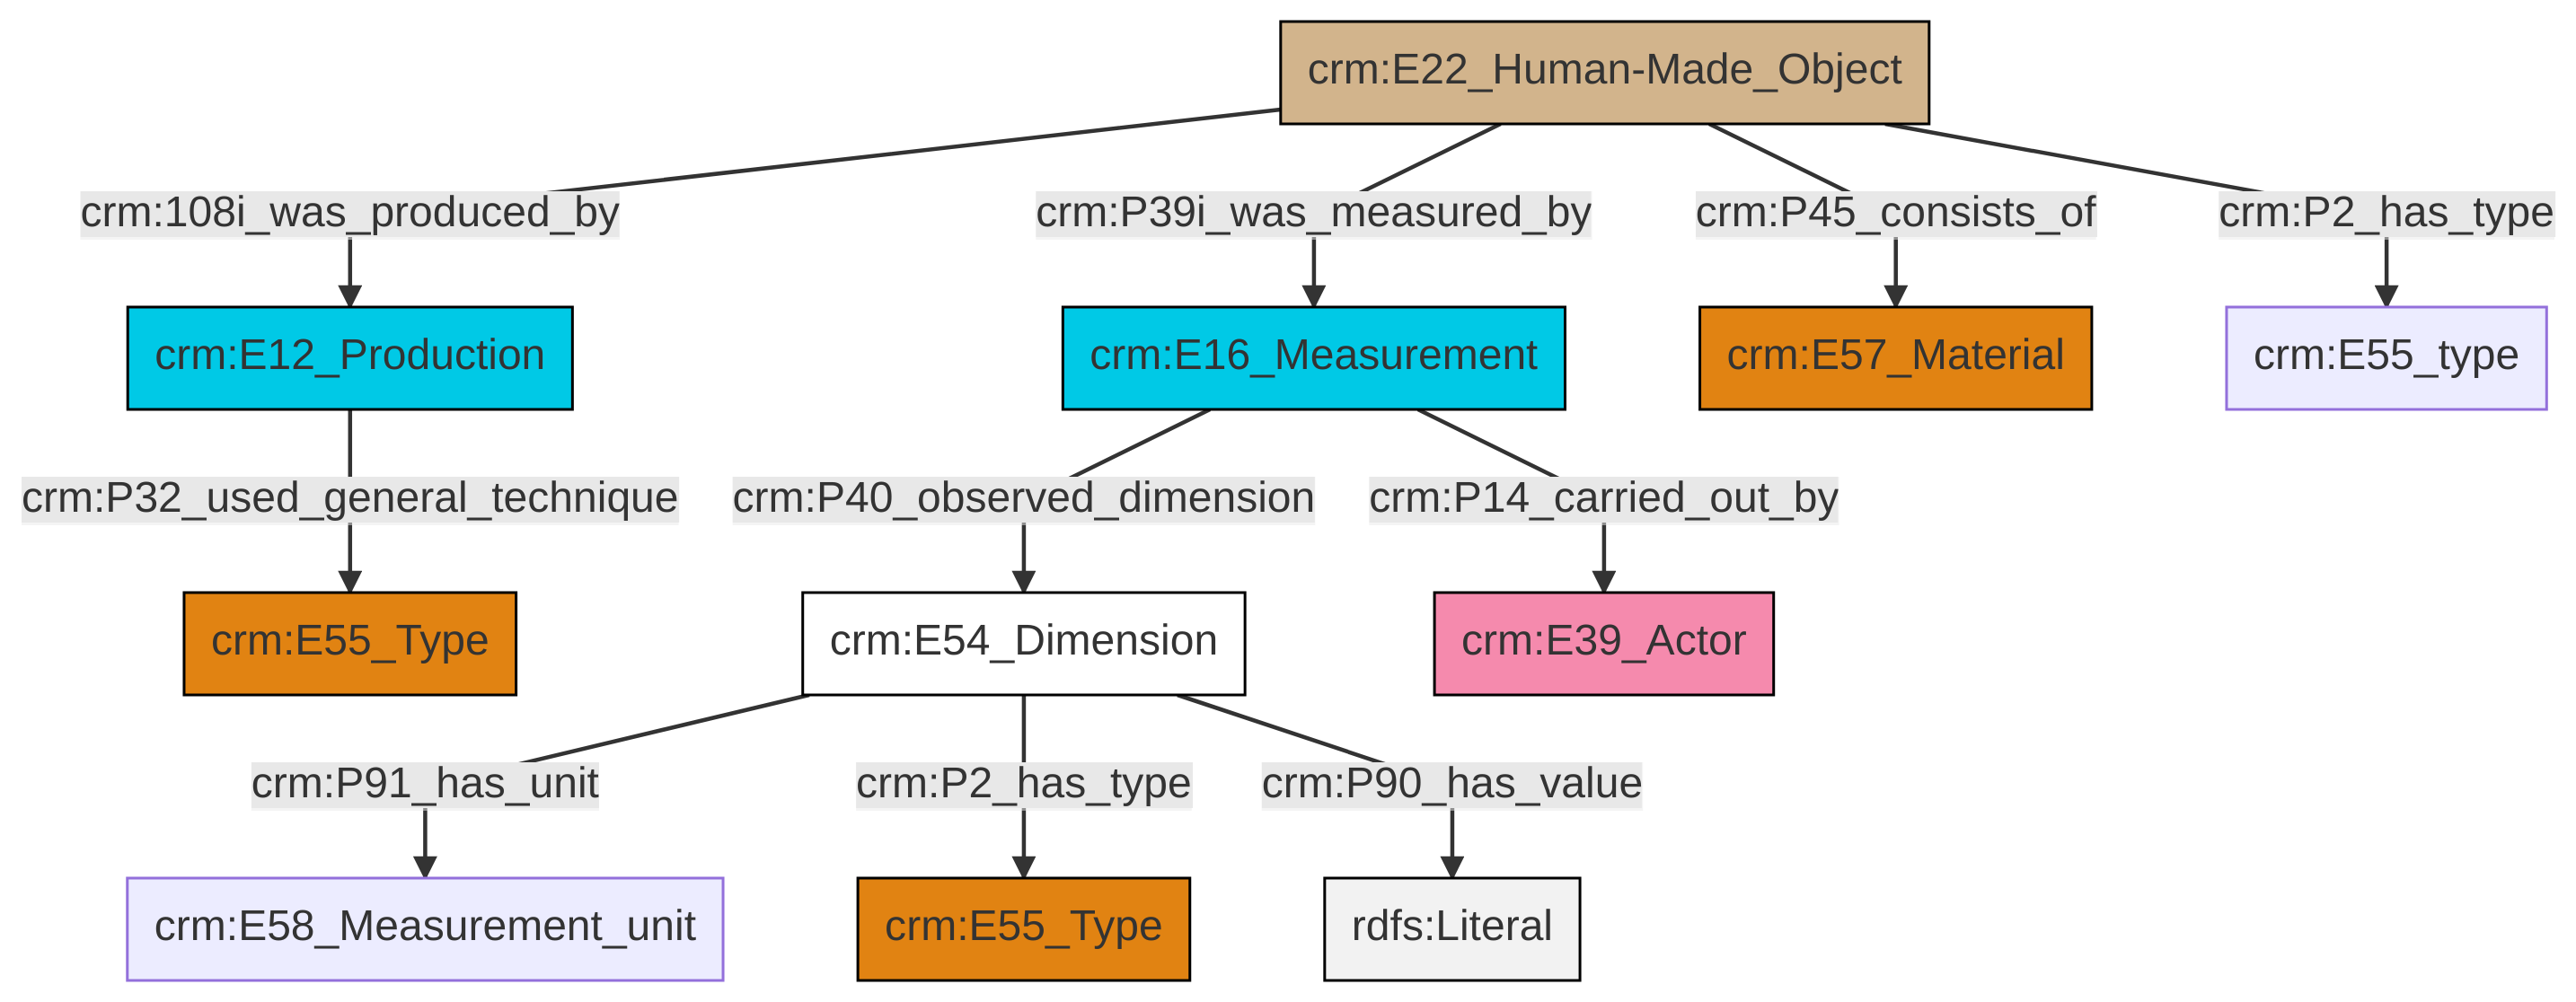 crm:E22_Human-Made_Object
crm:108i_was_produced_by
crm:P39i_was_measured_by
crm:P45_consists_of
crm:P2_has_type
crm:E12_Production
crm:E16_Measurement
crm:E57_Material
crm:E55_type
crm:P32_used_general_technique
crm:P40_observed_dimension
crm:P14_carried_out_by
crm:E55_Type
crm:E54_Dimension
crm:E39_Actor
crm:P91_has_unit
crm:P2_has_type
crm:P90_has_value
crm:E58_Measurement_unit
crm:E55_Type
rdfs:Literal